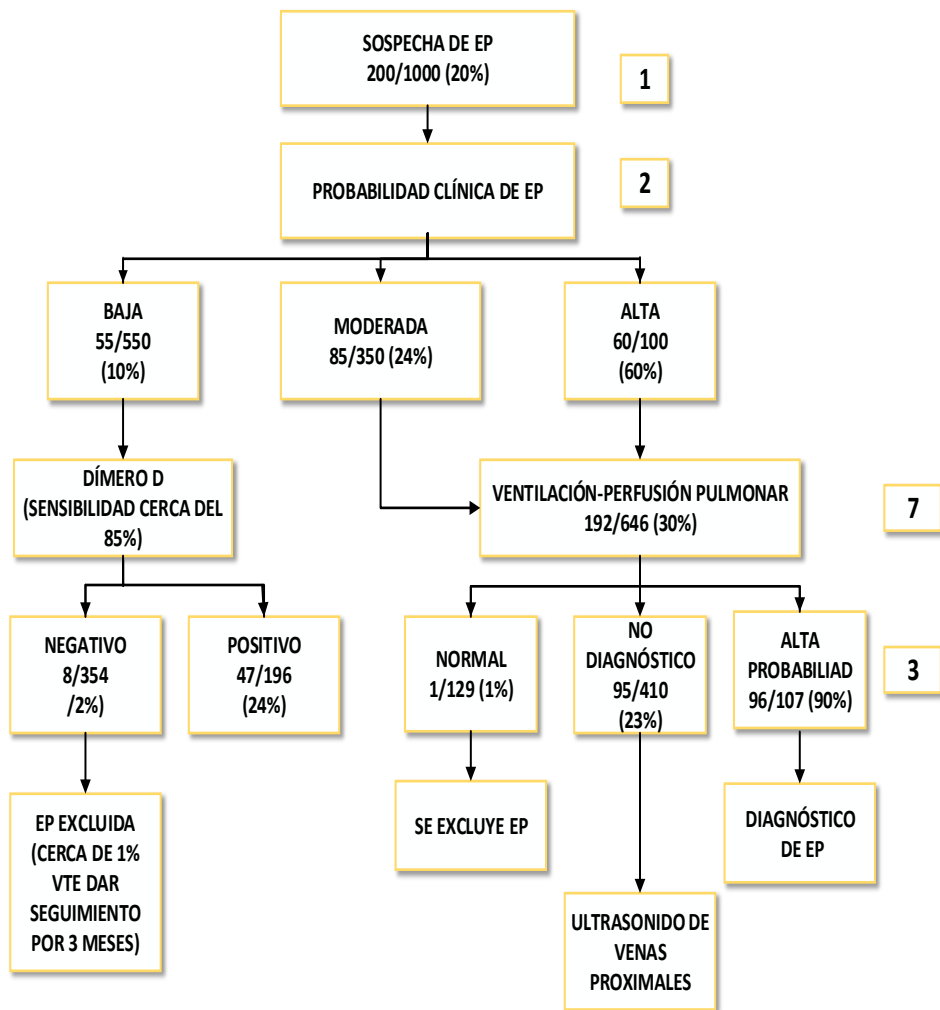 SOSPECHA DE EP
200/1000 (20%)
1
PROBABILIDAD CLÍNICA DE EP
2
BAJA
55/550
(10%)
MODERADA
85/350 (24%)
ALTA
60/100
(60%)
DÍMERO D
(SENSIBILIDAD CERCA DEL
85%)
VENTILACIÓN-PERFUSIÓN PULMONAR
192/646 (30%)
7
NEGATIVO
8/354
/2%)
POSITIVO
47/196
(24%)
NORMAL
1/129 (1%)
NO
DIAGNÓSTICO
95/410
(23%)
ALTA
PROBABILIAD
96/107 (90%)
3
EP EXCLUIDA
(CERCA DE 1%
VTE DAR
SEGUIMIENTO
POR 3 MESES)
SE EXCLUYE EP
DIAGNÓSTICO
DE EP
ULTRASONIDO DE
VENAS
PROXIMALES